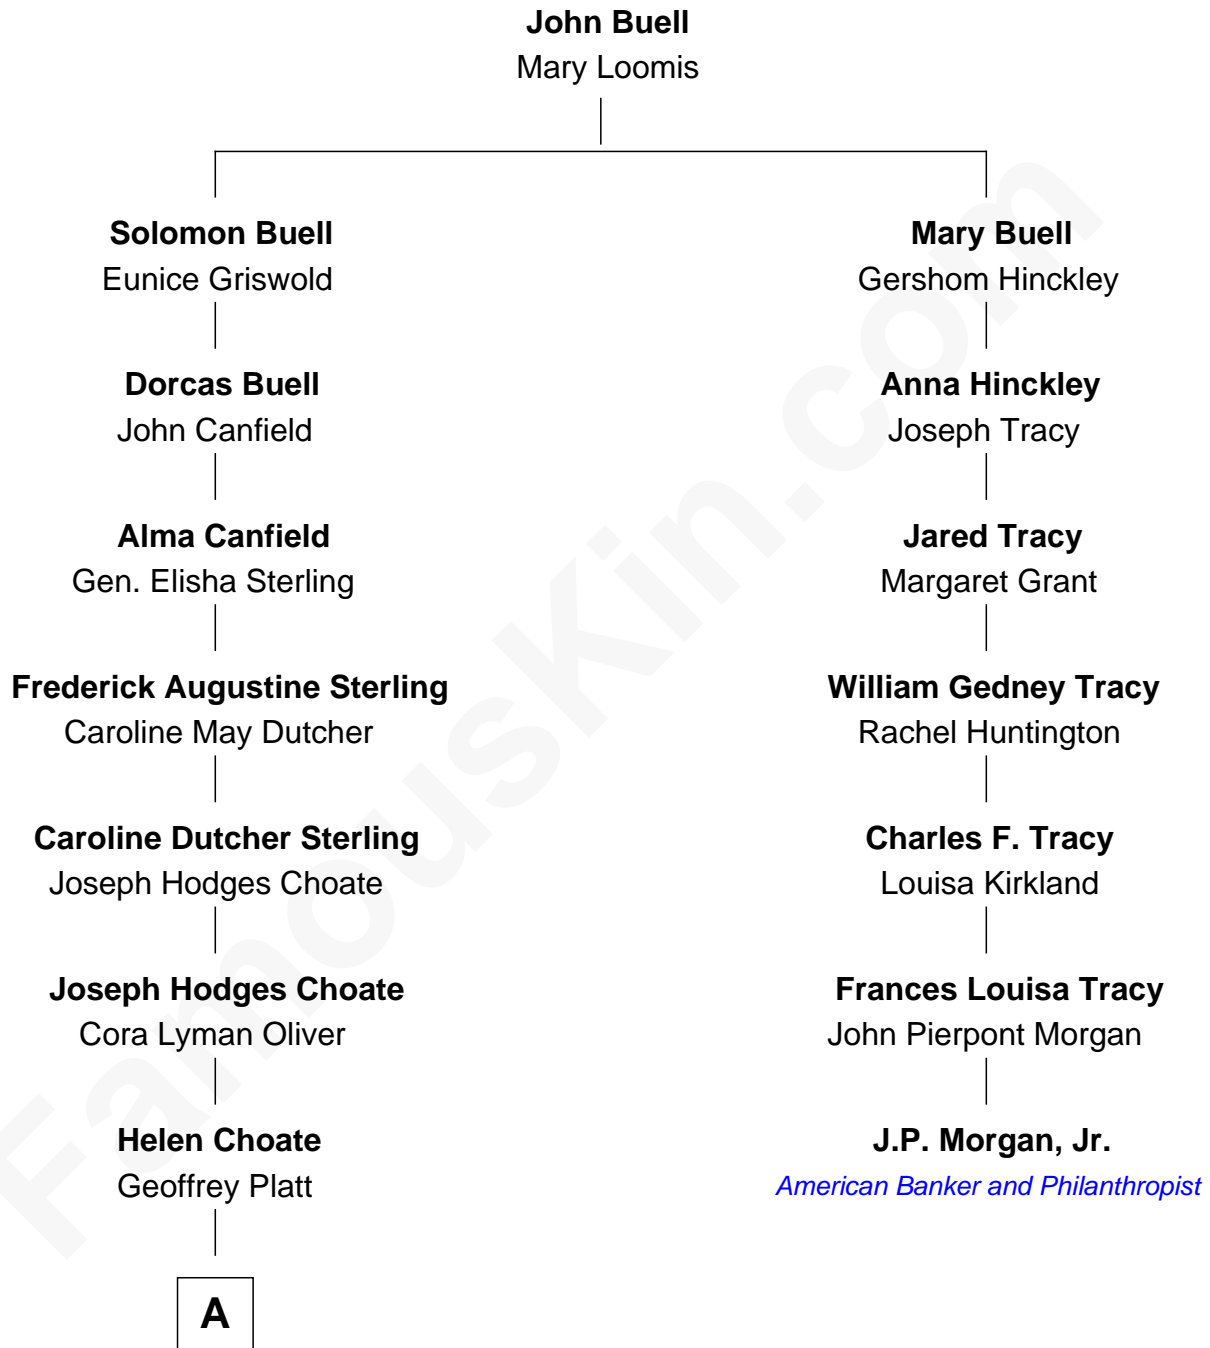 John Buell
Mary Loomis
Solomon Buell
Eunice Griswold
Mary Buell
Gershom Hinckley
Dorcas Buell
John Canfield
Anna Hinckley
Joseph Tracy
Alma Canfield
Gen. Elisha Sterling
Jared Tracy
Margaret Grant
Frederick Augustine Sterling
Caroline May Dutcher
William Gedney Tracy
Rachel Huntington
Caroline Dutcher Sterling
Joseph Hodges Choate
Charles F. Tracy
Louisa Kirkland
Joseph Hodges Choate
Cora Lyman Oliver
Frances Louisa Tracy
John Pierpont Morgan
Helen Choate
Geoffrey Platt
J.P. Morgan, Jr.
American Banker and Philanthropist
A
FamousKin.com